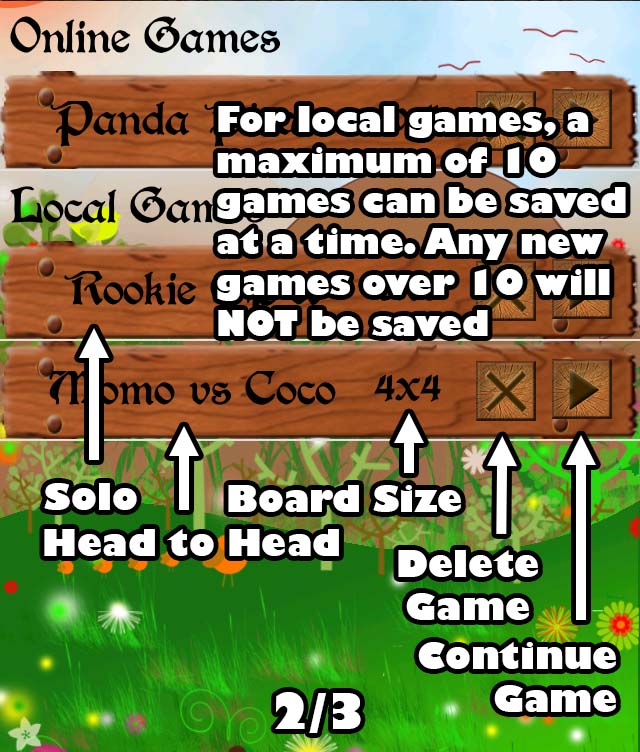 Online Games
Panda
For local games, a
maximum of 10
games can be saved
at a time. Any new
games over 10 will
NOT be saved
Local Games
Rookie
Momo vs Coco 4x4
Solo
Board Size
Head to Head
Delete
Game
Continue
Game
2/3